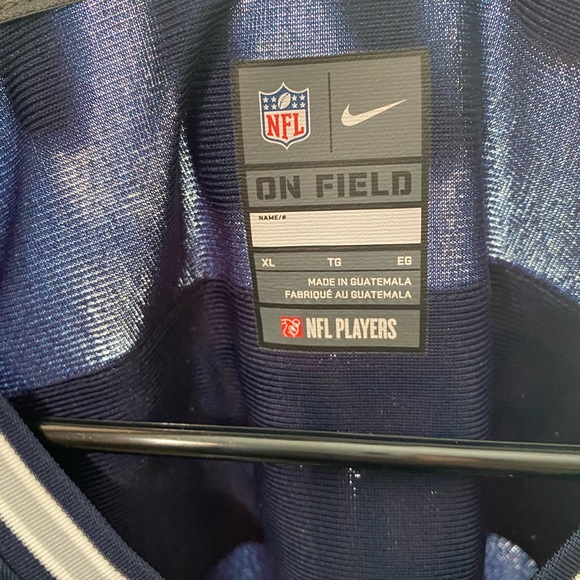 NFL
ON FIELD
NAME/#
XL TG EG
MADE IN GUATEMALA
FABRIQUÉ AU GUATEMALA
NFL PLAYERS